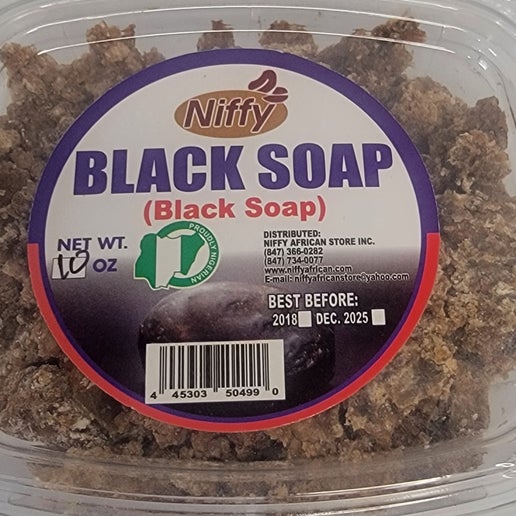 Niffy
BLACK SOAP
(Black Soap)
NET WT.
10 OZ
PROUDLY NIGERIAN
DISTRIBUTED:
NIFFY AFRICAN STORE INC.
(847) 366-0282
(847) 734-0077
www.niffyafrican.com
E-mail: niffyafricanstore@yahoo.com
BEST BEFORE:
2018 DEC. 2025
4 45303 50499 0